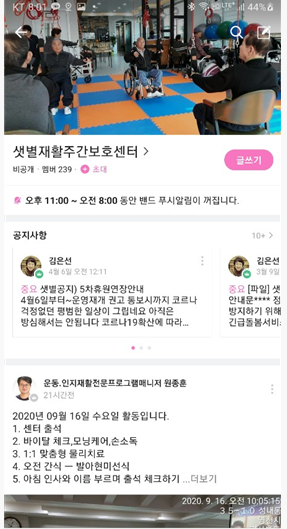 KT 8:01
44%
샛별재활주간보호센터 >
비공개 · 멤버 239 · 초대
글쓰기
오후 11:00 ~ 오전 8:00 동안 밴드 푸시알림이 꺼집니다.
공지사항
10+ >
김은선
4월 6일 오전 12:11
중요 샛별공지) 5차휴원연장안내
4월6일부터~운영재개 권고 통보시까지 코로나
걱정없던 평범한 일상이 그립네요 아직은
방심해서는 안됩니다 코로나19확산에 따라...
김은선
3월 9일
중요 [파일] 샛
안내문**** 정
방지하기 위해
긴급돌봄서비스
운동.인지재활전문프로그램매니저 원종훈
21시간전
2020년 09월 16일 수요일 활동입니다.
1. 센터 출석
2. 바이탈 체크,모닝케어,손소독
3. 1:1 맞춤형 물리치료
4. 오전 간식 ㅡ 발아현미선식
5. 아침 인사와 이름 부르며 출석 체크하기 ...더보기
2020. 9. 16. 오전 10:05:15